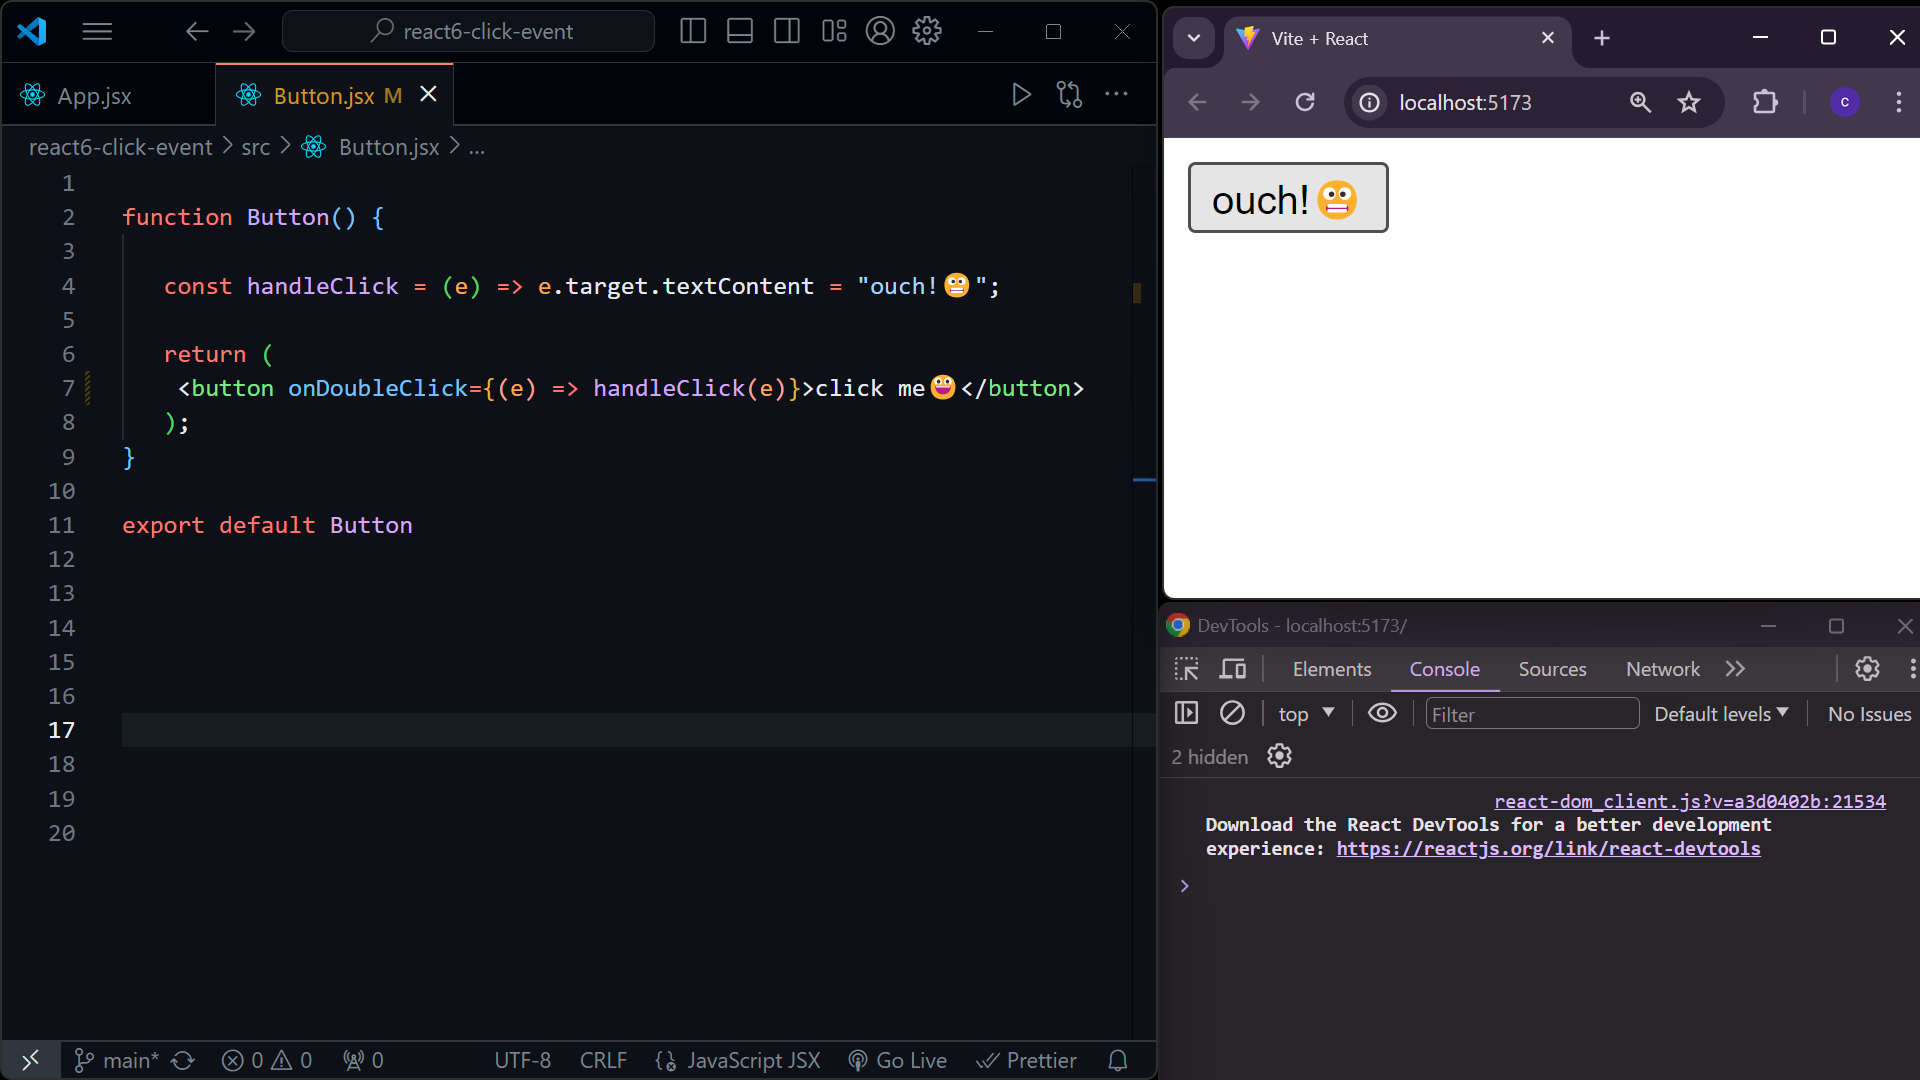 react6-click-event
App.jsx
Button.jsx M
react6-click-event > src > Button.jsx > ...
1
2 function Button() {
3
4 const handleClick = (e) => e.target.textContent = "ouch!😬";
5
6 return (
7 <button onDoubleClick={(e) => handleClick(e)}>click me😀</button>
8 );
9 }
10
11 export default Button
12
13
14
15
16
17
18
19
20
main* 0 0 0 UTF-8 CRLF JavaScript JSX Go Live Prettier
Vite + React
localhost:5173
c
ouch!😬
DevTools - localhost:5173/
Elements Console Sources Network
top Filter Default levels No Issues
2 hidden
react-dom_client.js?v=a3d0402b:21534
Download the React DevTools for a better development
experience: https://reactjs.org/link/react-devtools